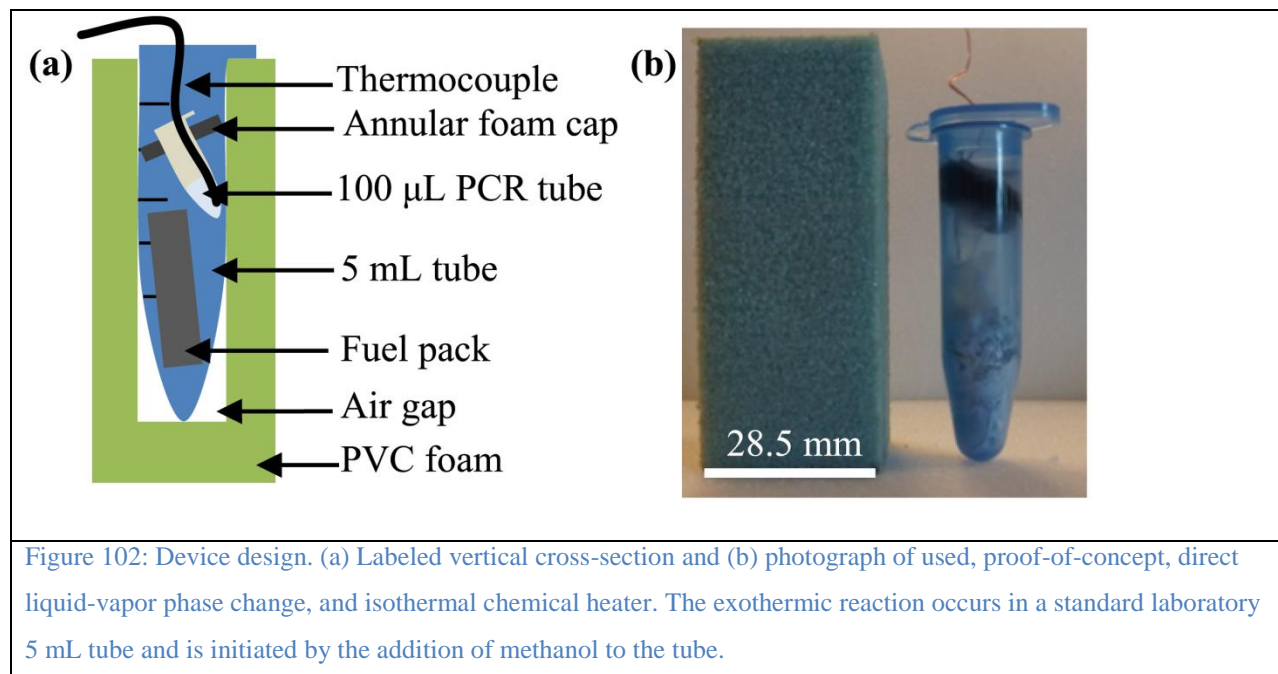 (a)
Thermocouple
Annular foam cap
100 μL PCR tube
5 mL tube
Fuel pack
Air gap
PVC foam
(b)
28.5 mm
Figure 102: Device design. (a) Labeled vertical cross-section and (b) photograph of used, proof-of-concept, direct
liquid-vapor phase change, and isothermal chemical heater. The exothermic reaction occurs in a standard laboratory
5 mL tube and is initiated by the addition of methanol to the tube.